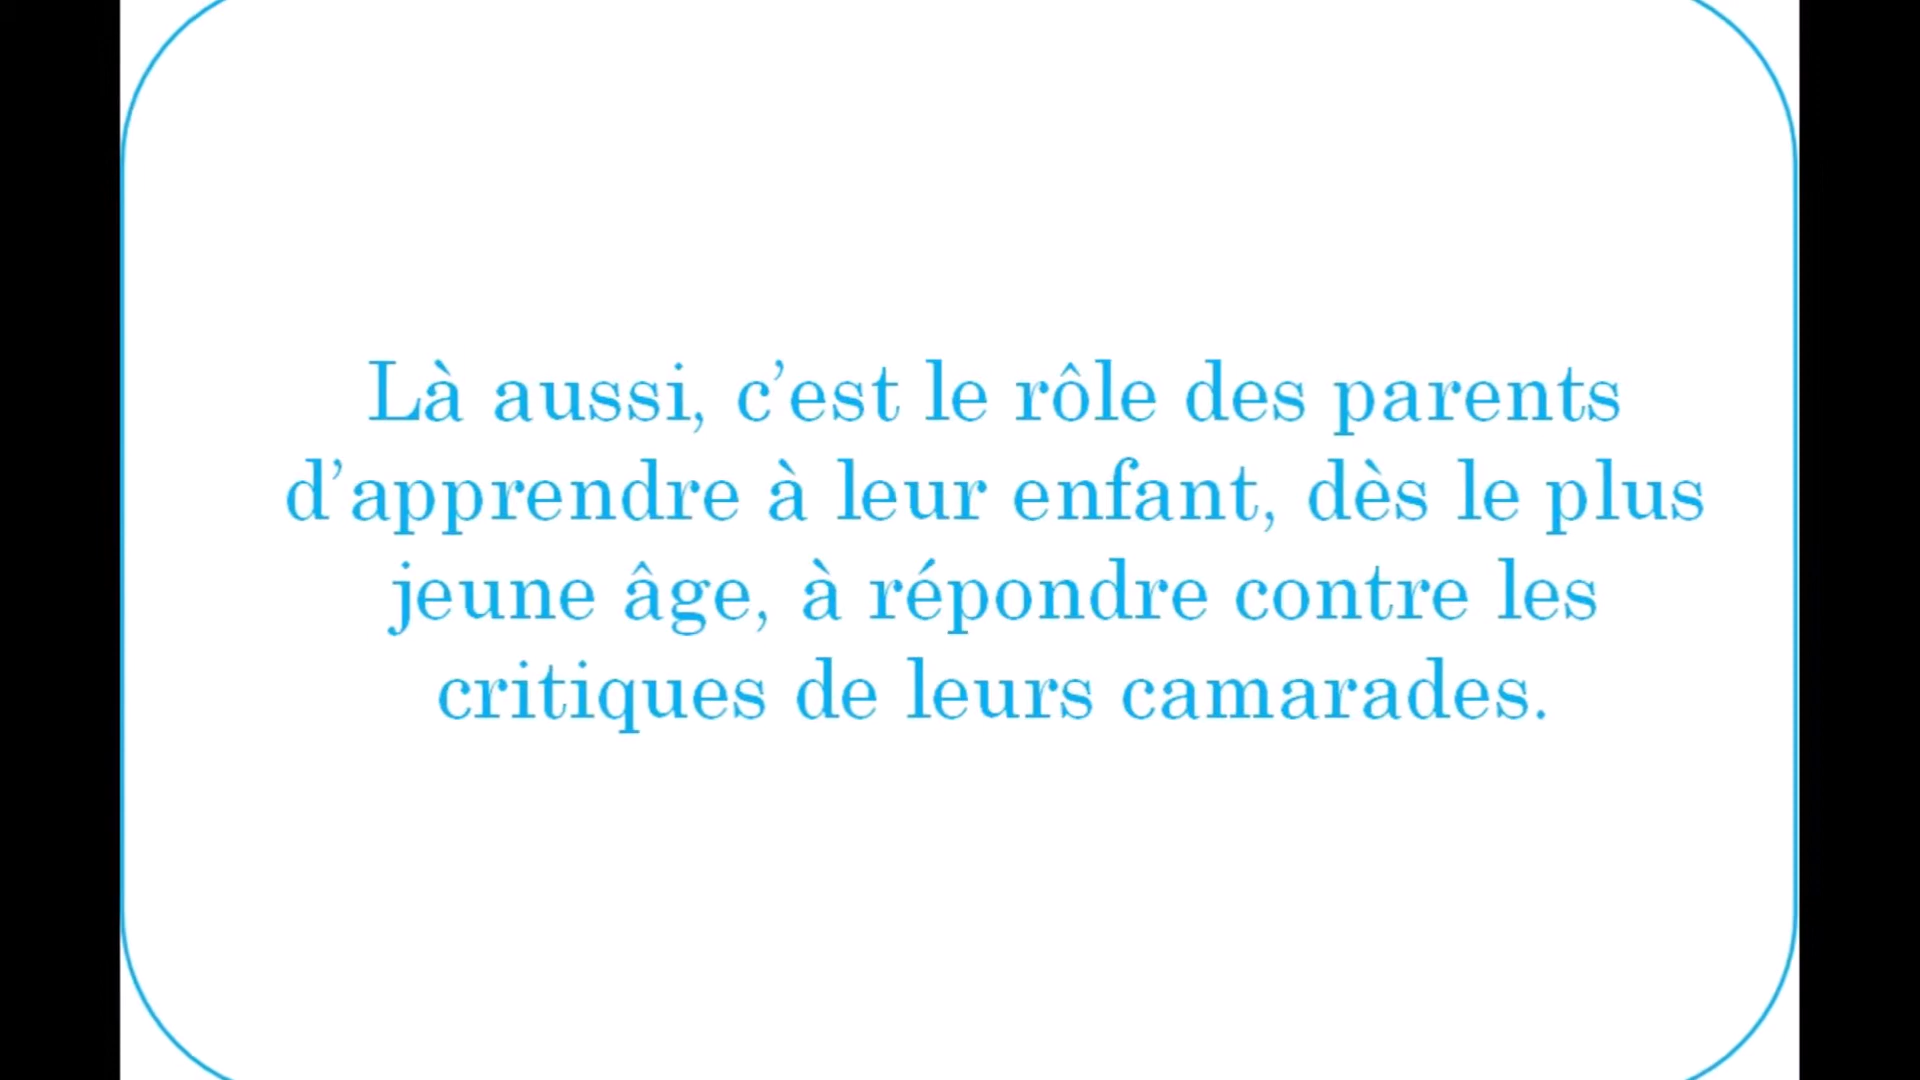 Là aussi, c’est le rôle des parents
d’apprendre à leur enfant, dès le plus
jeune âge, à répondre contre les
critiques de leurs camarades.